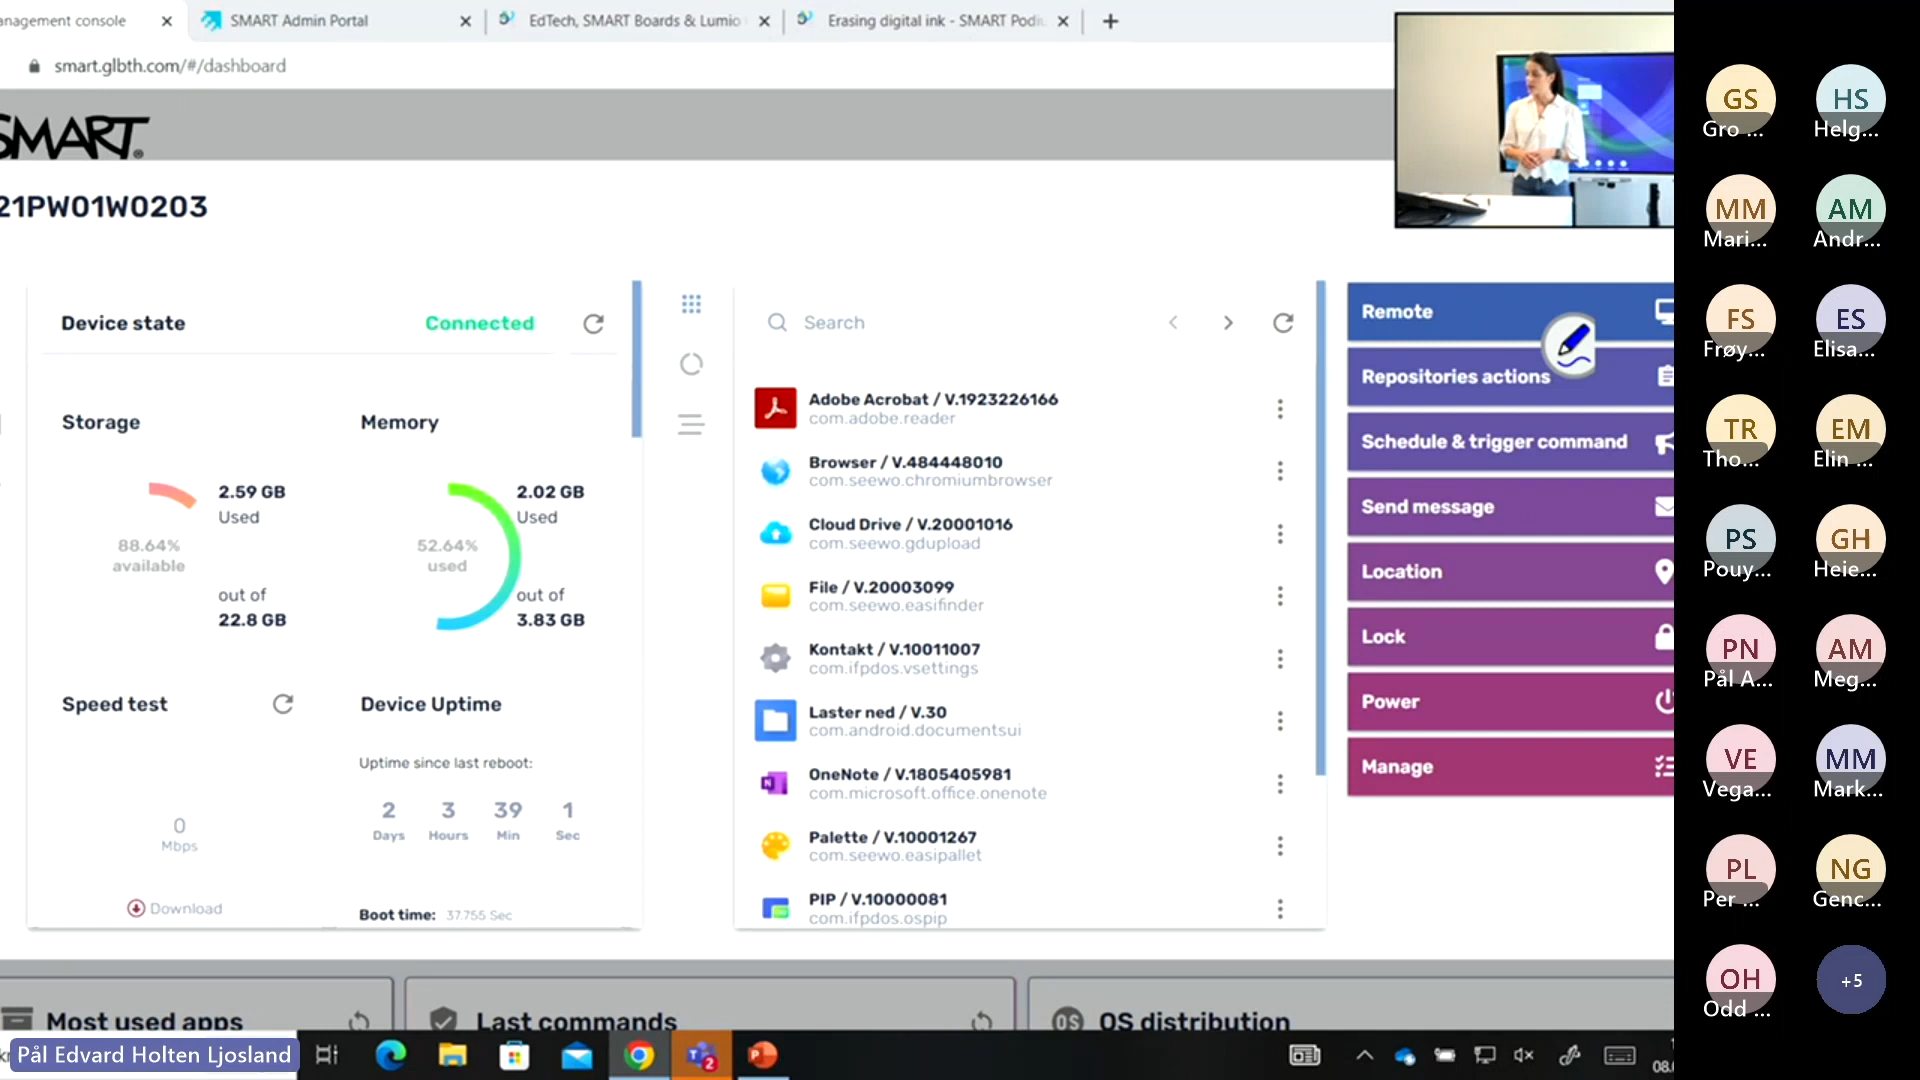 anagement console
SMART Admin Portal
EdTech, SMART Boards & Lumio
Erasing digital ink - SMART Podi
smart.glbth.com/#/dashboard
SMART
21PW01W0203
Device state
Connected
Storage
Memory
2.59 GB
Used
88.64%
available
out of
22.8 GB
2.02 GB
Used
52.64%
used
out of
3.83 GB
Speed test
0
Mbps
Download
Device Uptime
Uptime since last reboot:
2 3 39 1
Days Hours Min Sec
Boot time: 37.755 Sec
Search
Adobe Acrobat / V.1923226166
com.adobe.reader
Browser / V.484448010
com.seewo.chromiumbrowser
Cloud Drive / V.20001016
com.seewo.gdupload
File / V.20003099
com.seewo.easifinder
Kontakt / V.10011007
com.ifpdos.vsettings
Laster ned / V.30
com.android.documentsui
OneNote / V.1805405981
com.microsoft.office.onenote
Palette / V.10001267
com.seewo.easipallet
PIP / V.10000081
com.ifpdos.ospip
Remote
Repositories actions
Schedule & trigger command
Send message
Location
Lock
Power
Manage
Most used apps
Last commands
OS
OS distribution
Pål Edvard Holten Ljosland
2
08.
GS
Gro ...
HS
Helg...
MM
Mari...
AM
Andr...
FS
Frøy...
ES
Elisa...
TR
Tho...
EM
Elin ...
PS
Pouy...
GH
Heie...
PN
Pål A...
AM
Meg...
VE
Vega...
MM
Mark...
PL
Per ...
NG
Genc...
OH
Odd ...
+5